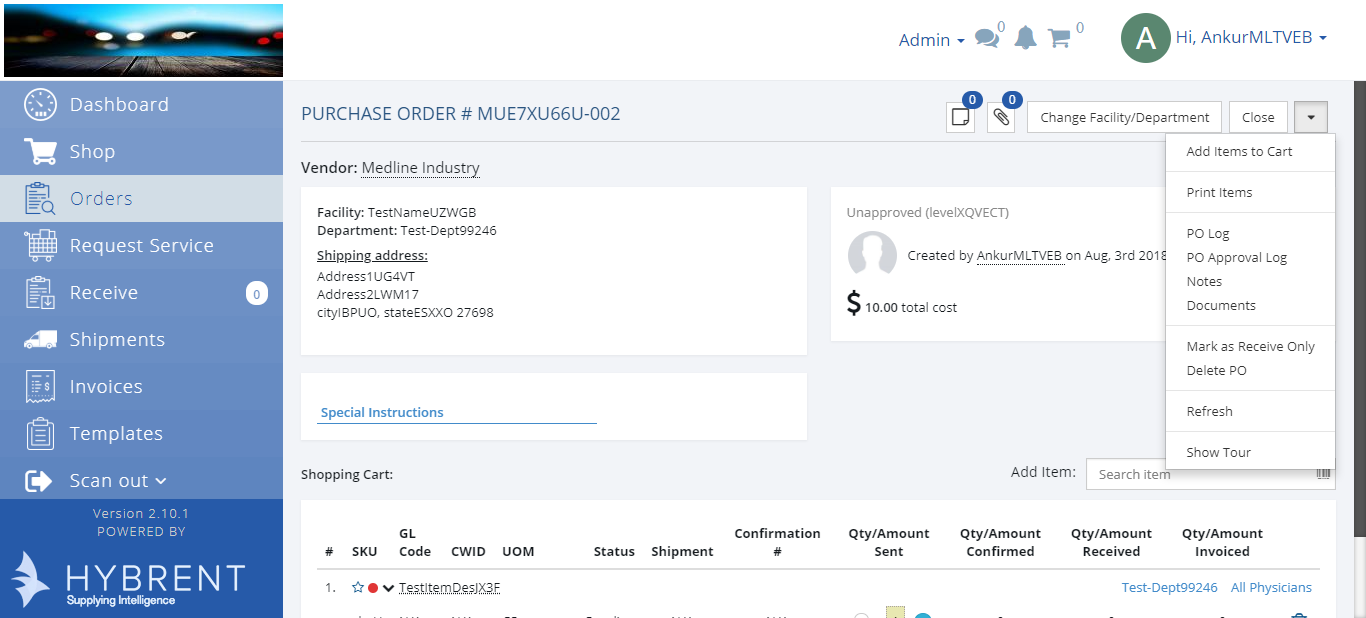 Admin
0
0
A
Hi, AnkurMLTVEB
Dashboard
Shop
Orders
Request Service
Receive
0
Shipments
Invoices
Templates
Scan out
Version 2.10.1
POWERED BY
HYBRENT
Supplying Intelligence
PURCHASE ORDER # MUE7XU66U-002
0
0
Change Facility/Department
Close
Add Items to Cart
Print Items
PO Log
PO Approval Log
Notes
Documents
Mark as Receive Only
Delete PO
Refresh
Show Tour
Vendor: Medline Industry
Facility: TestNameUZWGB
Department: Test-Dept99246
Shipping address:
Address1UG4VT
Address2LWM17
cityIBPUO, stateESXXO 27698
Unapproved (levelXQVECT)
Created by AnkurMLTVEB on Aug, 3rd 2018
$ 10.00 total cost
Special Instructions
Shopping Cart:
Add Item: Search item
# SKU GL Code CWID UOM Status Shipment Confirmation # Qty/Amount Sent Qty/Amount Confirmed Qty/Amount Received Qty/Amount Invoiced
1. TestItemDesJX3F Test-Dept99246 All Physicians